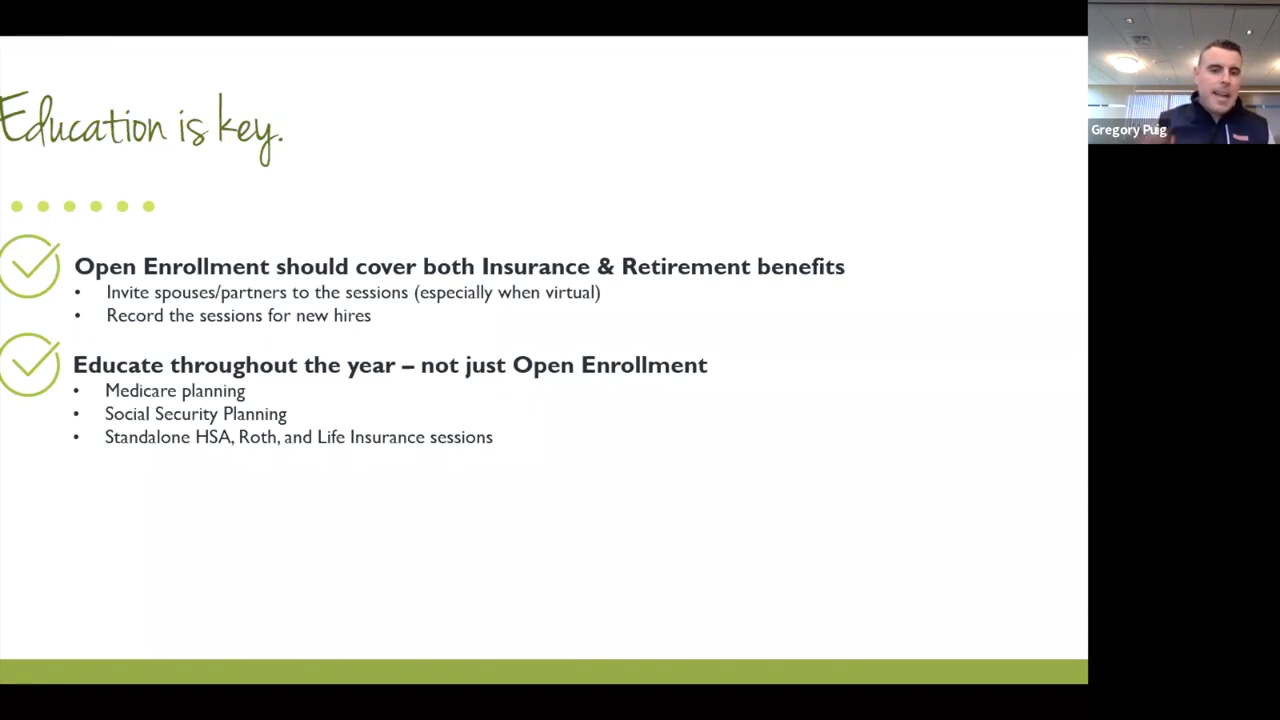 Education is key.
Open Enrollment should cover both Insurance & Retirement benefits
• Invite spouses/partners to the sessions (especially when virtual)
• Record the sessions for new hires
Educate throughout the year – not just Open Enrollment
• Medicare planning
• Social Security Planning
• Standalone HSA, Roth, and Life Insurance sessions
Gregory Puig